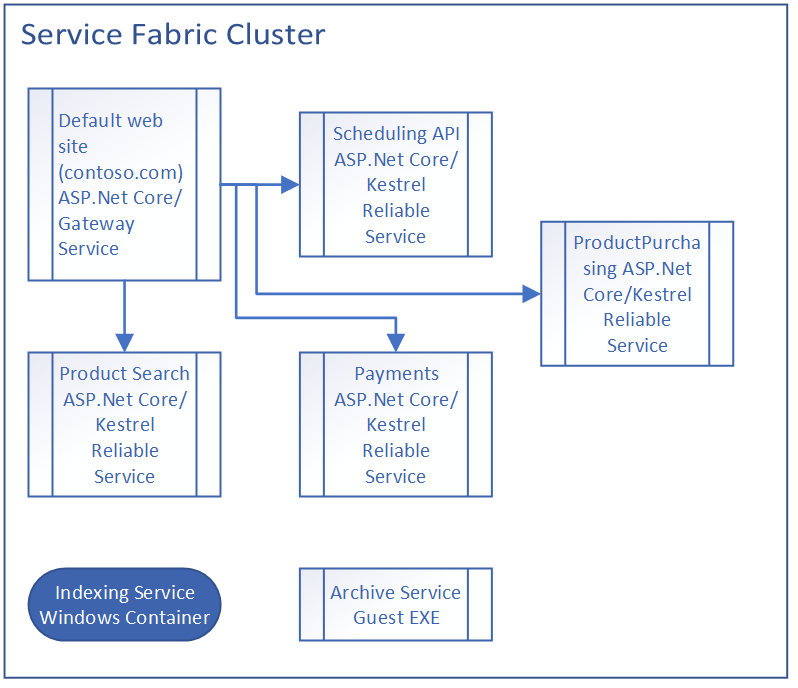 Service Fabric Cluster
Default web
site
(contoso.com)
ASP.Net Core/
Gateway
Service
Scheduling API
ASP.Net Core/
Kestrel
Reliable
Service
ProductPurcha
sing ASP.Net
Core/Kestrel
Reliable
Service
Product Search
ASP.Net Core/
Kestrel
Reliable
Service
Payments
ASP.Net Core/
Kestrel
Reliable
Service
Indexing Service
Windows Container
Archive Service
Guest EXE